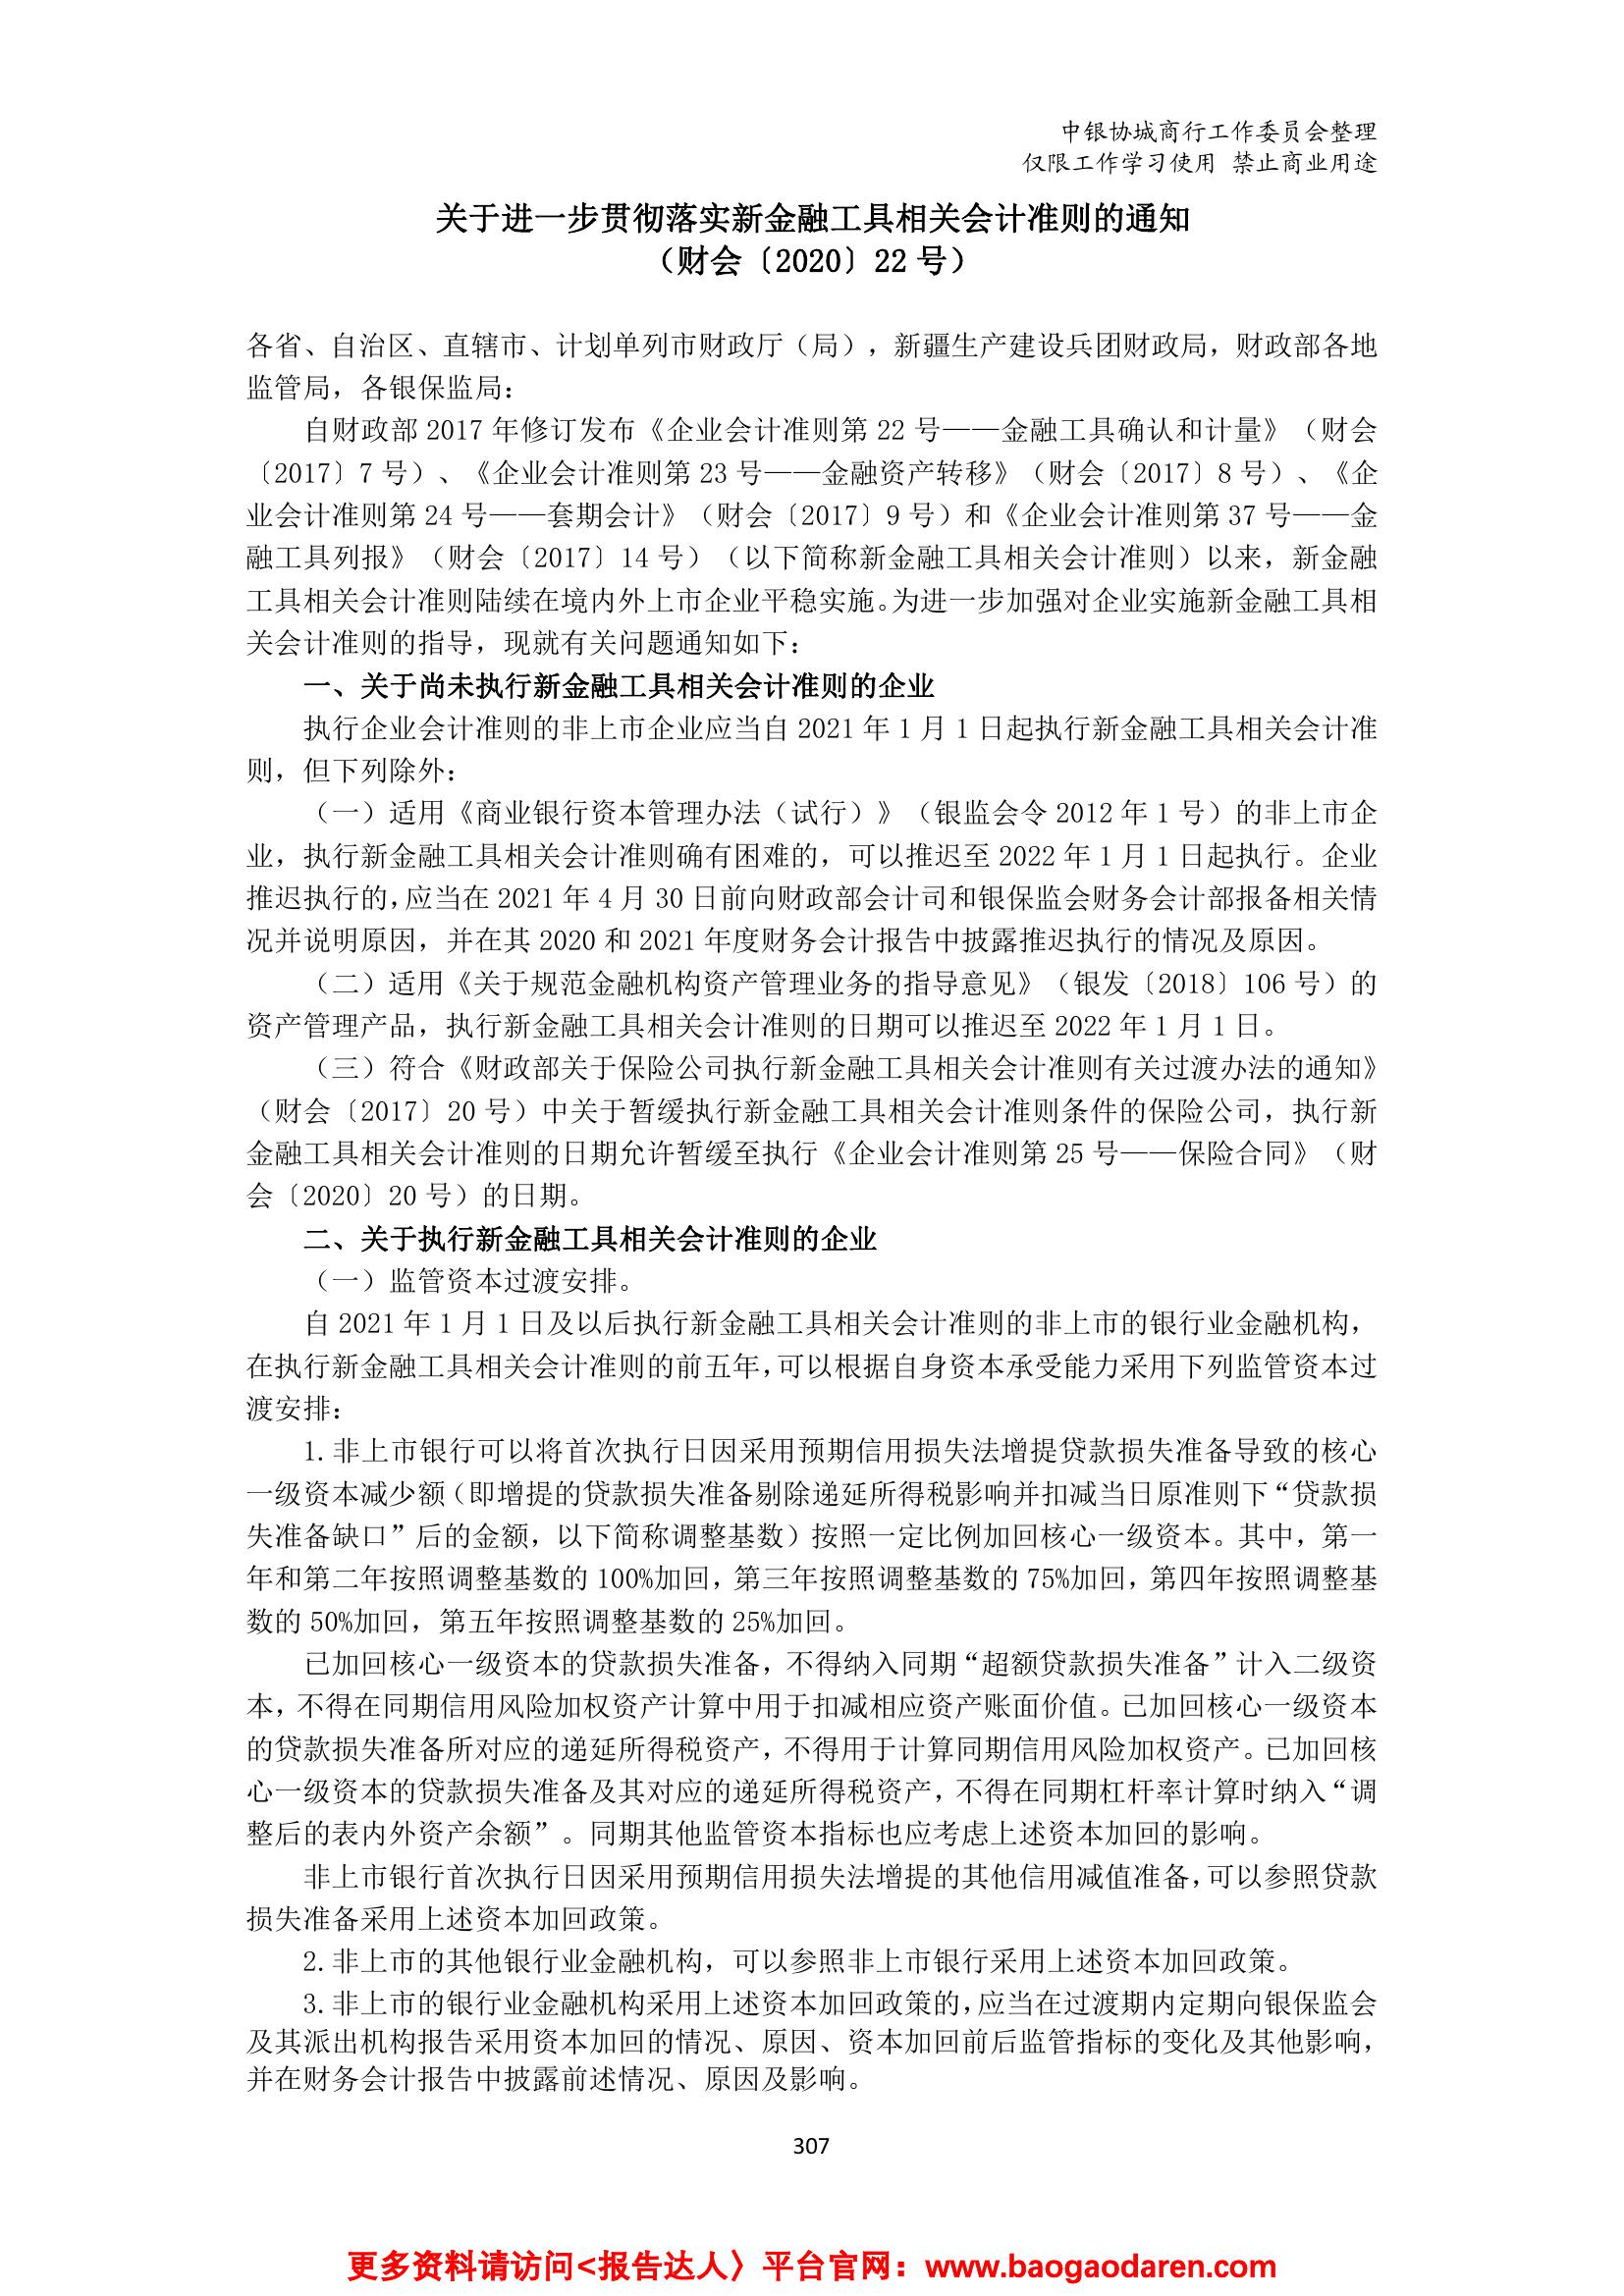 中银协城商行工作委员会整理
仅限工作学习使用 禁止商业用途
关于进一步贯彻落实新金融工具相关会计准则的通知
（财会〔2020〕22 号）
各省、自治区、直辖市、计划单列市财政厅（局），新疆生产建设兵团财政局，财政部各地
监管局，各银保监局：
自财政部 2017 年修订发布《企业会计准则第 22 号——金融工具确认和计量》（财会
〔2017〕7 号）、《企业会计准则第 23 号——金融资产转移》（财会〔2017〕8 号）、《企
业会计准则第 24 号——套期会计》（财会〔2017〕9 号）和《企业会计准则第 37 号——金
融工具列报》（财会〔2017〕14 号）（以下简称新金融工具相关会计准则）以来，新金融
工具相关会计准则陆续在境内外上市企业平稳实施。为进一步加强对企业实施新金融工具相
关会计准则的指导，现就有关问题通知如下：
一、关于尚未执行新金融工具相关会计准则的企业
执行企业会计准则的非上市企业应当自 2021 年 1 月 1 日起执行新金融工具相关会计准
则，但下列除外：
（一）适用《商业银行资本管理办法（试行）》（银监会令 2012 年 1 号）的非上市企
业，执行新金融工具相关会计准则确有困难的，可以推迟至 2022 年 1 月 1 日起执行。企业
推迟执行的，应当在 2021 年 4 月 30 日前向财政部会计司和银保监会财务会计部报备相关情
况并说明原因，并在其 2020 和 2021 年度财务会计报告中披露推迟执行的情况及原因。
（二）适用《关于规范金融机构资产管理业务的指导意见》（银发〔2018〕106 号）的
资产管理产品，执行新金融工具相关会计准则的日期可以推迟至 2022 年 1 月 1 日。
（三）符合《财政部关于保险公司执行新金融工具相关会计准则有关过渡办法的通知》
（财会〔2017〕20 号）中关于暂缓执行新金融工具相关会计准则条件的保险公司，执行新
金融工具相关会计准则的日期允许暂缓至执行《企业会计准则第 25 号——保险合同》（财
会〔2020〕20 号）的日期。
二、关于执行新金融工具相关会计准则的企业
（一）监管资本过渡安排。
自 2021 年 1 月 1 日及以后执行新金融工具相关会计准则的非上市的银行业金融机构，
在执行新金融工具相关会计准则的前五年，可以根据自身资本承受能力采用下列监管资本过
渡安排：
1.非上市银行可以将首次执行日因采用预期信用损失法增提贷款损失准备导致的核心
一级资本减少额（即增提的贷款损失准备剔除递延所得税影响并扣减当日原准则下“贷款损
失准备缺口”后的金额，以下简称调整基数）按照一定比例加回核心一级资本。其中，第一
年和第二年按照调整基数的 100%加回，第三年按照调整基数的 75%加回，第四年按照调整基
数的 50%加回，第五年按照调整基数的 25%加回。
已加回核心一级资本的贷款损失准备，不得纳入同期“超额贷款损失准备”计入二级资
本，不得在同期信用风险加权资产计算中用于扣减相应资产账面价值。已加回核心一级资本
的贷款损失准备所对应的递延所得税资产，不得用于计算同期信用风险加权资产。已加回核
心一级资本的贷款损失准备及其对应的递延所得税资产，不得在同期杠杆率计算时纳入“调
整后的表内外资产余额”。同期其他监管资本指标也应考虑上述资本加回的影响。
非上市银行首次执行日因采用预期信用损失法增提的其他信用减值准备，可以参照贷款
损失准备采用上述资本加回政策。
2.非上市的其他银行业金融机构，可以参照非上市银行采用上述资本加回政策。
3.非上市的银行业金融机构采用上述资本加回政策的，应当在过渡期内定期向银保监会
及其派出机构报告采用资本加回的情况、原因、资本加回前后监管指标的变化及其他影响，
并在财务会计报告中披露前述情况、原因及影响。
307
更多资料请访问<报告达人〉平台官网：www.baogaodaren.com